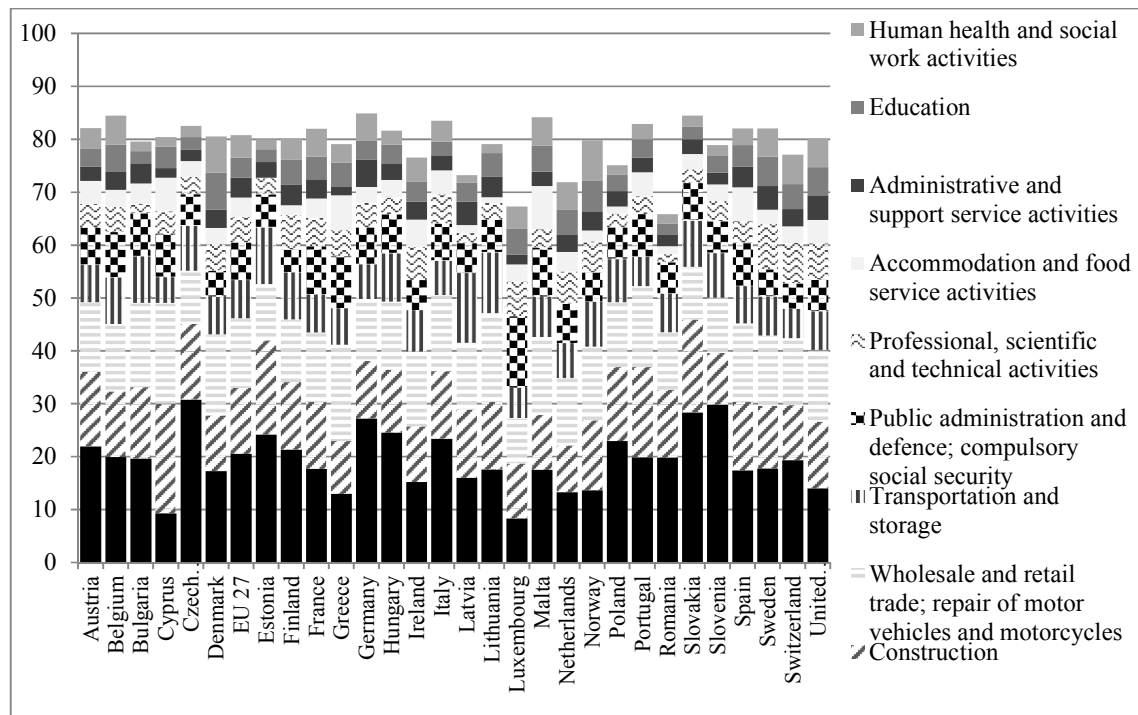 100
90
80
70
60
50
40
30
20
10
0
Austria
Belgium
Bulgaria
Cyprus
Czech…
Denmark
EU 27
Estonia
Finland
France
Greece
Germany
Hungary
Ireland
Italy
Latvia
Lithuania
Luxembourg
Malta
Netherlands
Norway
Poland
Portugal
Romania
Slovakia
Slovenia
Spain
Sweden
Switzerland
United…
Human health and social
work activities
Education
Administrative and
support service activities
Accommodation and food
service activities
Professional, scientific
and technical activities
Public administration and
defence; compulsory
social security
Transportation and
storage
Wholesale and retail
trade; repair of motor
vehicles and motorcycles
Construction